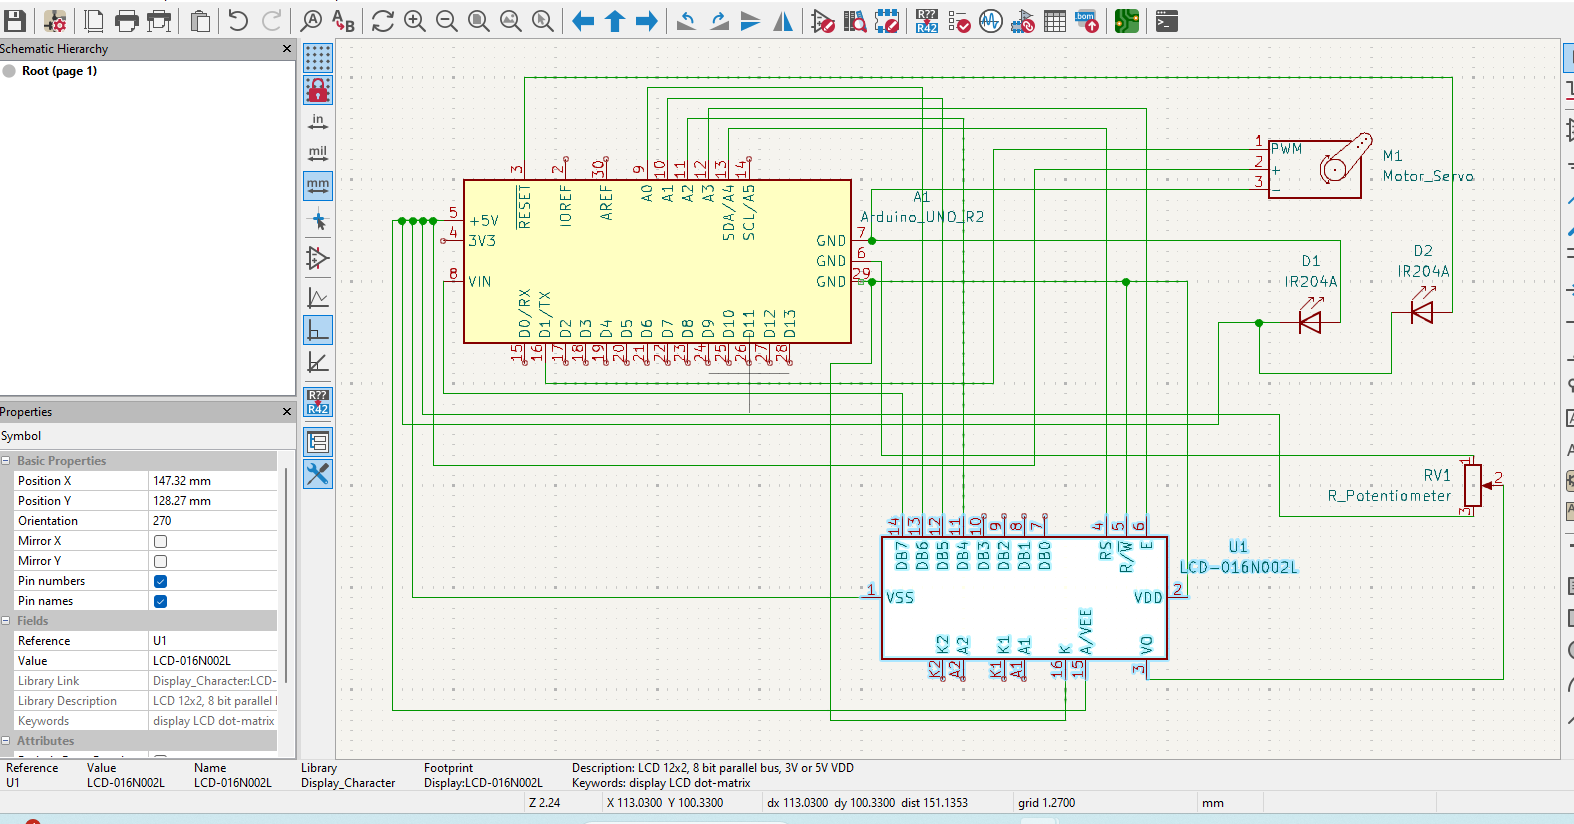 Schematic Hierarchy
Root (page 1)
Properties
Symbol
Basic Properties
Position X 147.32 mm
Position Y 128.27 mm
Orientation 270
Mirror X
Mirror Y
Pin numbers
Pin names
Fields
Reference U1
Value LCD-016N002L
Library Link Display_Character:LCD-
Library Description LCD 12x2, 8 bit parallel
Keywords display LCD dot-matrix
Attributes
A
A B
R??
R42
bom
in
mil
mm
R??
R42
3 2 30 9 10 11 12 13 14
RESET IOREF AREF A0 A1 A2 A3 SDA/A4 SCL/A5
5 +5V
4 3V3
8 VIN
A1
Arduino_UNO_R2
GND 7
GND 6
GND 29
D0/RX D1/TX D2 D3 D4 D5 D6 D7 D8 D9 D10 D11 D12 D13
15 16 17 18 19 20 21 22 23 24 25 26 27 28
1 PWM
2 +
3 -
M1
Motor_Servo
D1
IR204A
D2
IR204A
RV1
R_Potentiometer
1
2
3
14 13 12 11 10 9 8 7 4 5 6
DB7 DB6 DB5 DB4 DB3 DB2 DB1 DB0 RS R/W E
U1
LCD-016N002L
1 VSS
VDD 2
K2 A2 K1 A1 K A/VEE VO
K2 A2 K1 A1 16 15 3
Reference Value Name Library Footprint Description: LCD 12x2, 8 bit parallel bus, 3V or 5V VDD
U1 LCD-016N002L LCD-016N002L Display_Character Display:LCD-016N002L Keywords: display LCD dot-matrix
Z 2.24 X 113.0300 Y 100.3300 dx 113.0300 dy 100.3300 dist 151.1353 grid 1.2700 mm